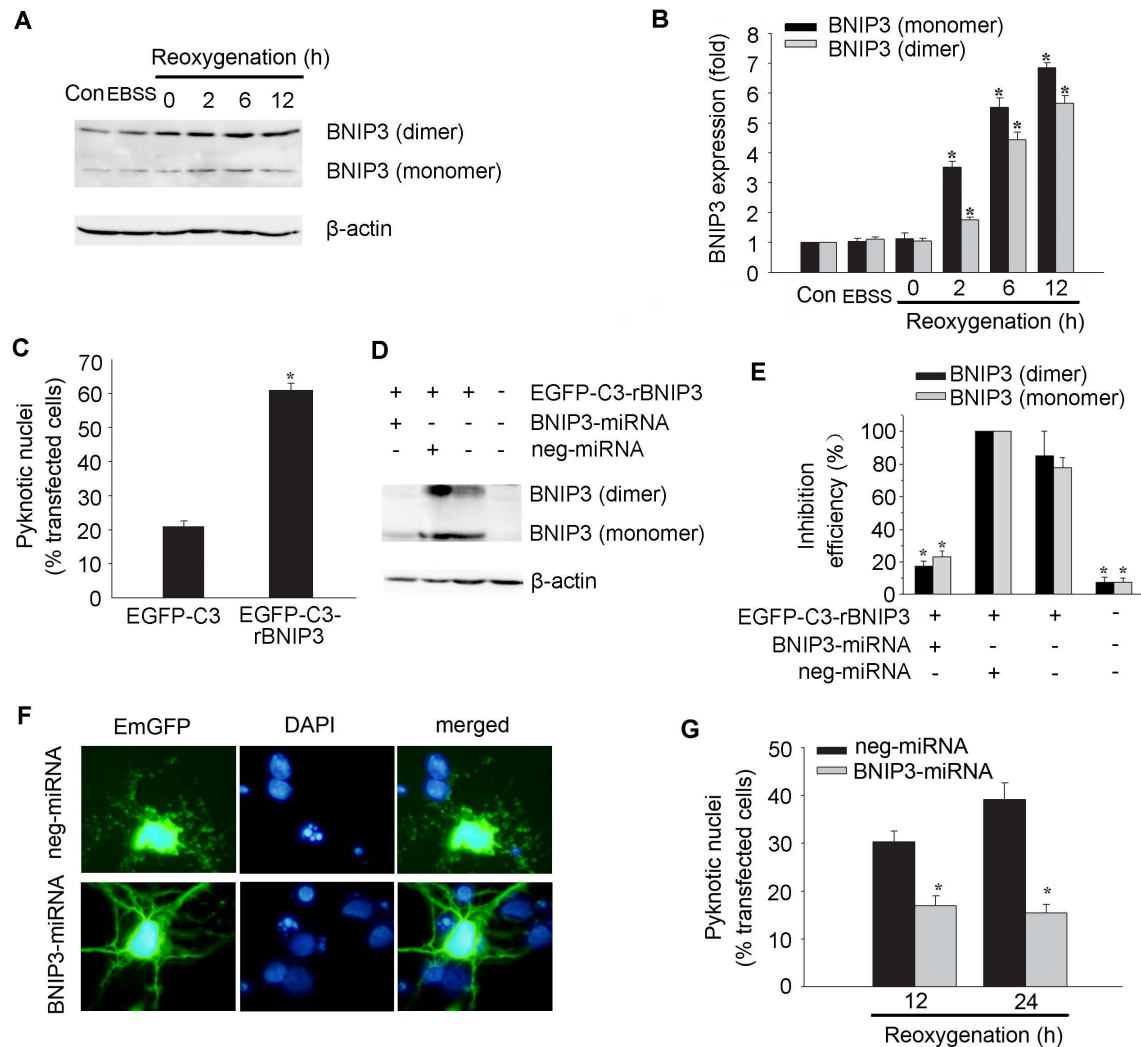 A
Reoxygenation (h)
Con EBSS 0 2 6 12
BNIP3 (dimer)
BNIP3 (monomer)
β-actin
B
BNIP3 (monomer)
BNIP3 (dimer)
BNIP3 expression (fold)
8
7
6
5
4
3
2
1
0
* * * * * *
Con EBSS 0 2 6 12
Reoxygenation (h)
C
Pyknotic nuclei
(% transfected cells)
70
60
50
40
30
20
10
0
*
EGFP-C3 EGFP-C3-
rBNIP3
D
+ + + - EGFP-C3-rBNIP3
+ - - - BNIP3-miRNA
- + - - neg-miRNA
BNIP3 (dimer)
BNIP3 (monomer)
β-actin
E
BNIP3 (dimer)
BNIP3 (monomer)
Inhibition
efficiency (%)
100
80
60
40
20
0
* * * *
EGFP-C3-rBNIP3 + + + -
BNIP3-miRNA + - - -
neg-miRNA - + - -
F
EmGFP DAPI merged
neg-miRNA
BNIP3-miRNA
G
neg-miRNA
BNIP3-miRNA
Pyknotic nuclei
(% transfected cells)
50
40
30
20
10
0
* *
12 24
Reoxygenation (h)